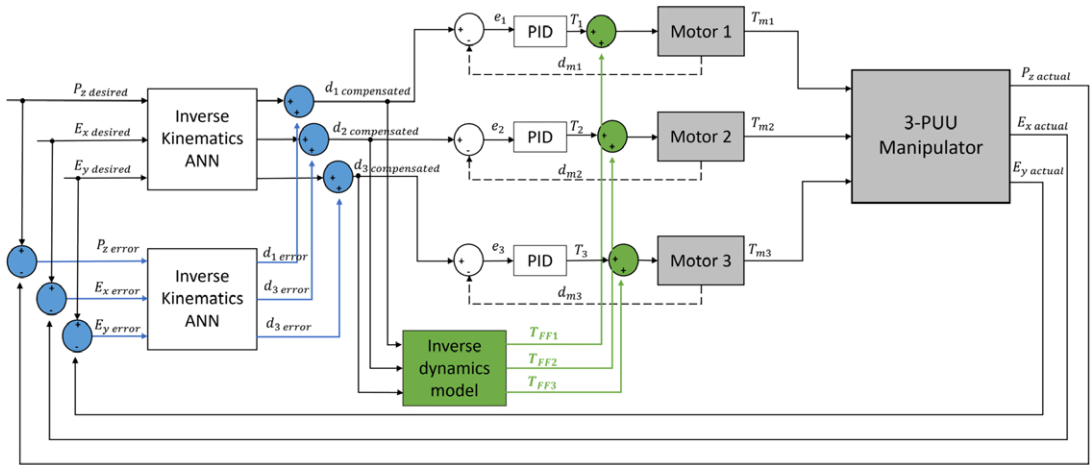 P_z desired
E_x desired
E_y desired
Inverse
Kinematics
ANN
+
+
+
+
+
+
d_1 compensated
d_2 compensated
d_3 compensated
+
-
e_1
PID
T_1
+
+
Motor 1
T_m1
d_m1
+
-
e_2
PID
T_2
+
+
Motor 2
T_m2
d_m2
+
-
e_3
PID
T_3
+
+
Motor 3
T_m3
d_m3
3-PUU
Manipulator
P_z actual
E_x actual
E_y actual
+
-
+
-
+
-
P_z error
E_x error
E_y error
Inverse
Kinematics
ANN
d_1 error
d_3 error
d_3 error
Inverse
dynamics
model
T_FF1
T_FF2
T_FF3